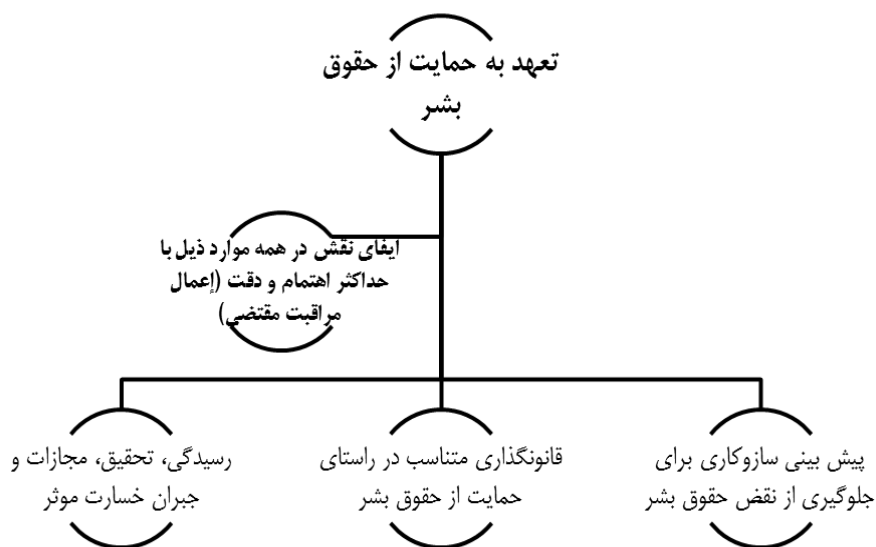 تعهد به حمایت از حقوق
بشر
ایفای نقش در همه موارد ذیل با
حداکثر اهتمام و دقت (إعمال
مراقبت مقتضی)
پیش بینی سازوکاری برای
جلوگیری از نقض حقوق بشر
قانونگذاری متناسب در راستای
حمایت از حقوق بشر
رسیدگی، تحقیق، مجازات و
جبران خسارت موثر